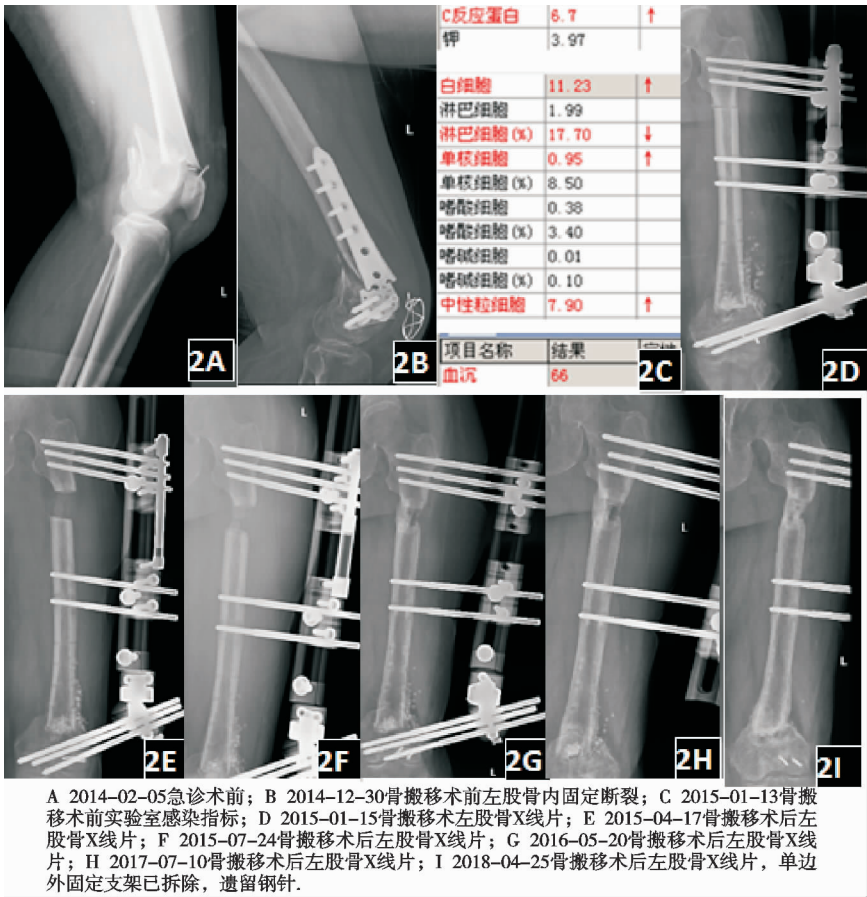 C反应蛋白 6.7 ↑
钾 3.97
白细胞 11.23 ↑
淋巴细胞 1.99
淋巴细胞(%) 17.70 ↓
单核细胞 0.95 ↑
单核细胞(%) 8.50
嗜酸细胞 0.38
嗜酸细胞(%) 3.40
嗜碱细胞 0.01
嗜碱细胞(%) 0.10
中性粒细胞 7.90 ↑
项目名称 结果
血沉 66
L
2A
L
2B
2C
2D
2E
L
2F
L
2G
L
2H
L
2I
A 2014-02-05急诊术前；B 2014-12-30骨搬移术前左股骨内固定断裂；C 2015-01-13骨搬
移术前实验室感染指标；D 2015-01-15骨搬移术左股骨X线片；E 2015-04-17骨搬移术后左
股骨X线片；F 2015-07-24骨搬移术后左股骨X线片；G 2016-05-20骨搬移术后左股骨X线
片；H 2017-07-10骨搬移术后左股骨X线片；I 2018-04-25骨搬移术后左股骨X线片，单边
外固定支架已拆除，遗留钢针.